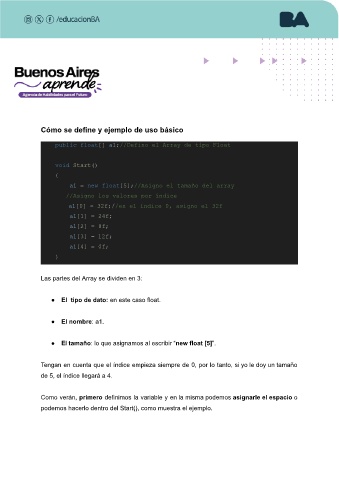 /educacionBA
BA
Buenos Aires
aprende
Agencia de Habilidades para el Futuro
Cómo se define y ejemplo de uso básico
public float[] a1;//Defino el Array de tipo Float
void Start()
{
a1 = new float[5];//Asigno el tamaño del array
//Asigno los valores por índice
a1[0] = 32f;//es el índice 0, asigno al 32f
a1[1] = 24f;
a1[2] = 8f;
a1[3] = 12f;
a1[4] = 0f;
}
Las partes del Array se dividen en 3:
● El tipo de dato: en este caso float.
● El nombre: a1.
● El tamaño: lo que asignamos al escribir "new float [5]".
Tengan en cuenta que el índice empieza siempre de 0, por lo tanto, si yo le doy un tamaño
de 5, el índice llegará a 4.
Como verán, primero definimos la variable y en la misma podemos asignarle el espacio o
podemos hacerlo dentro del Start(), como muestra el ejemplo.